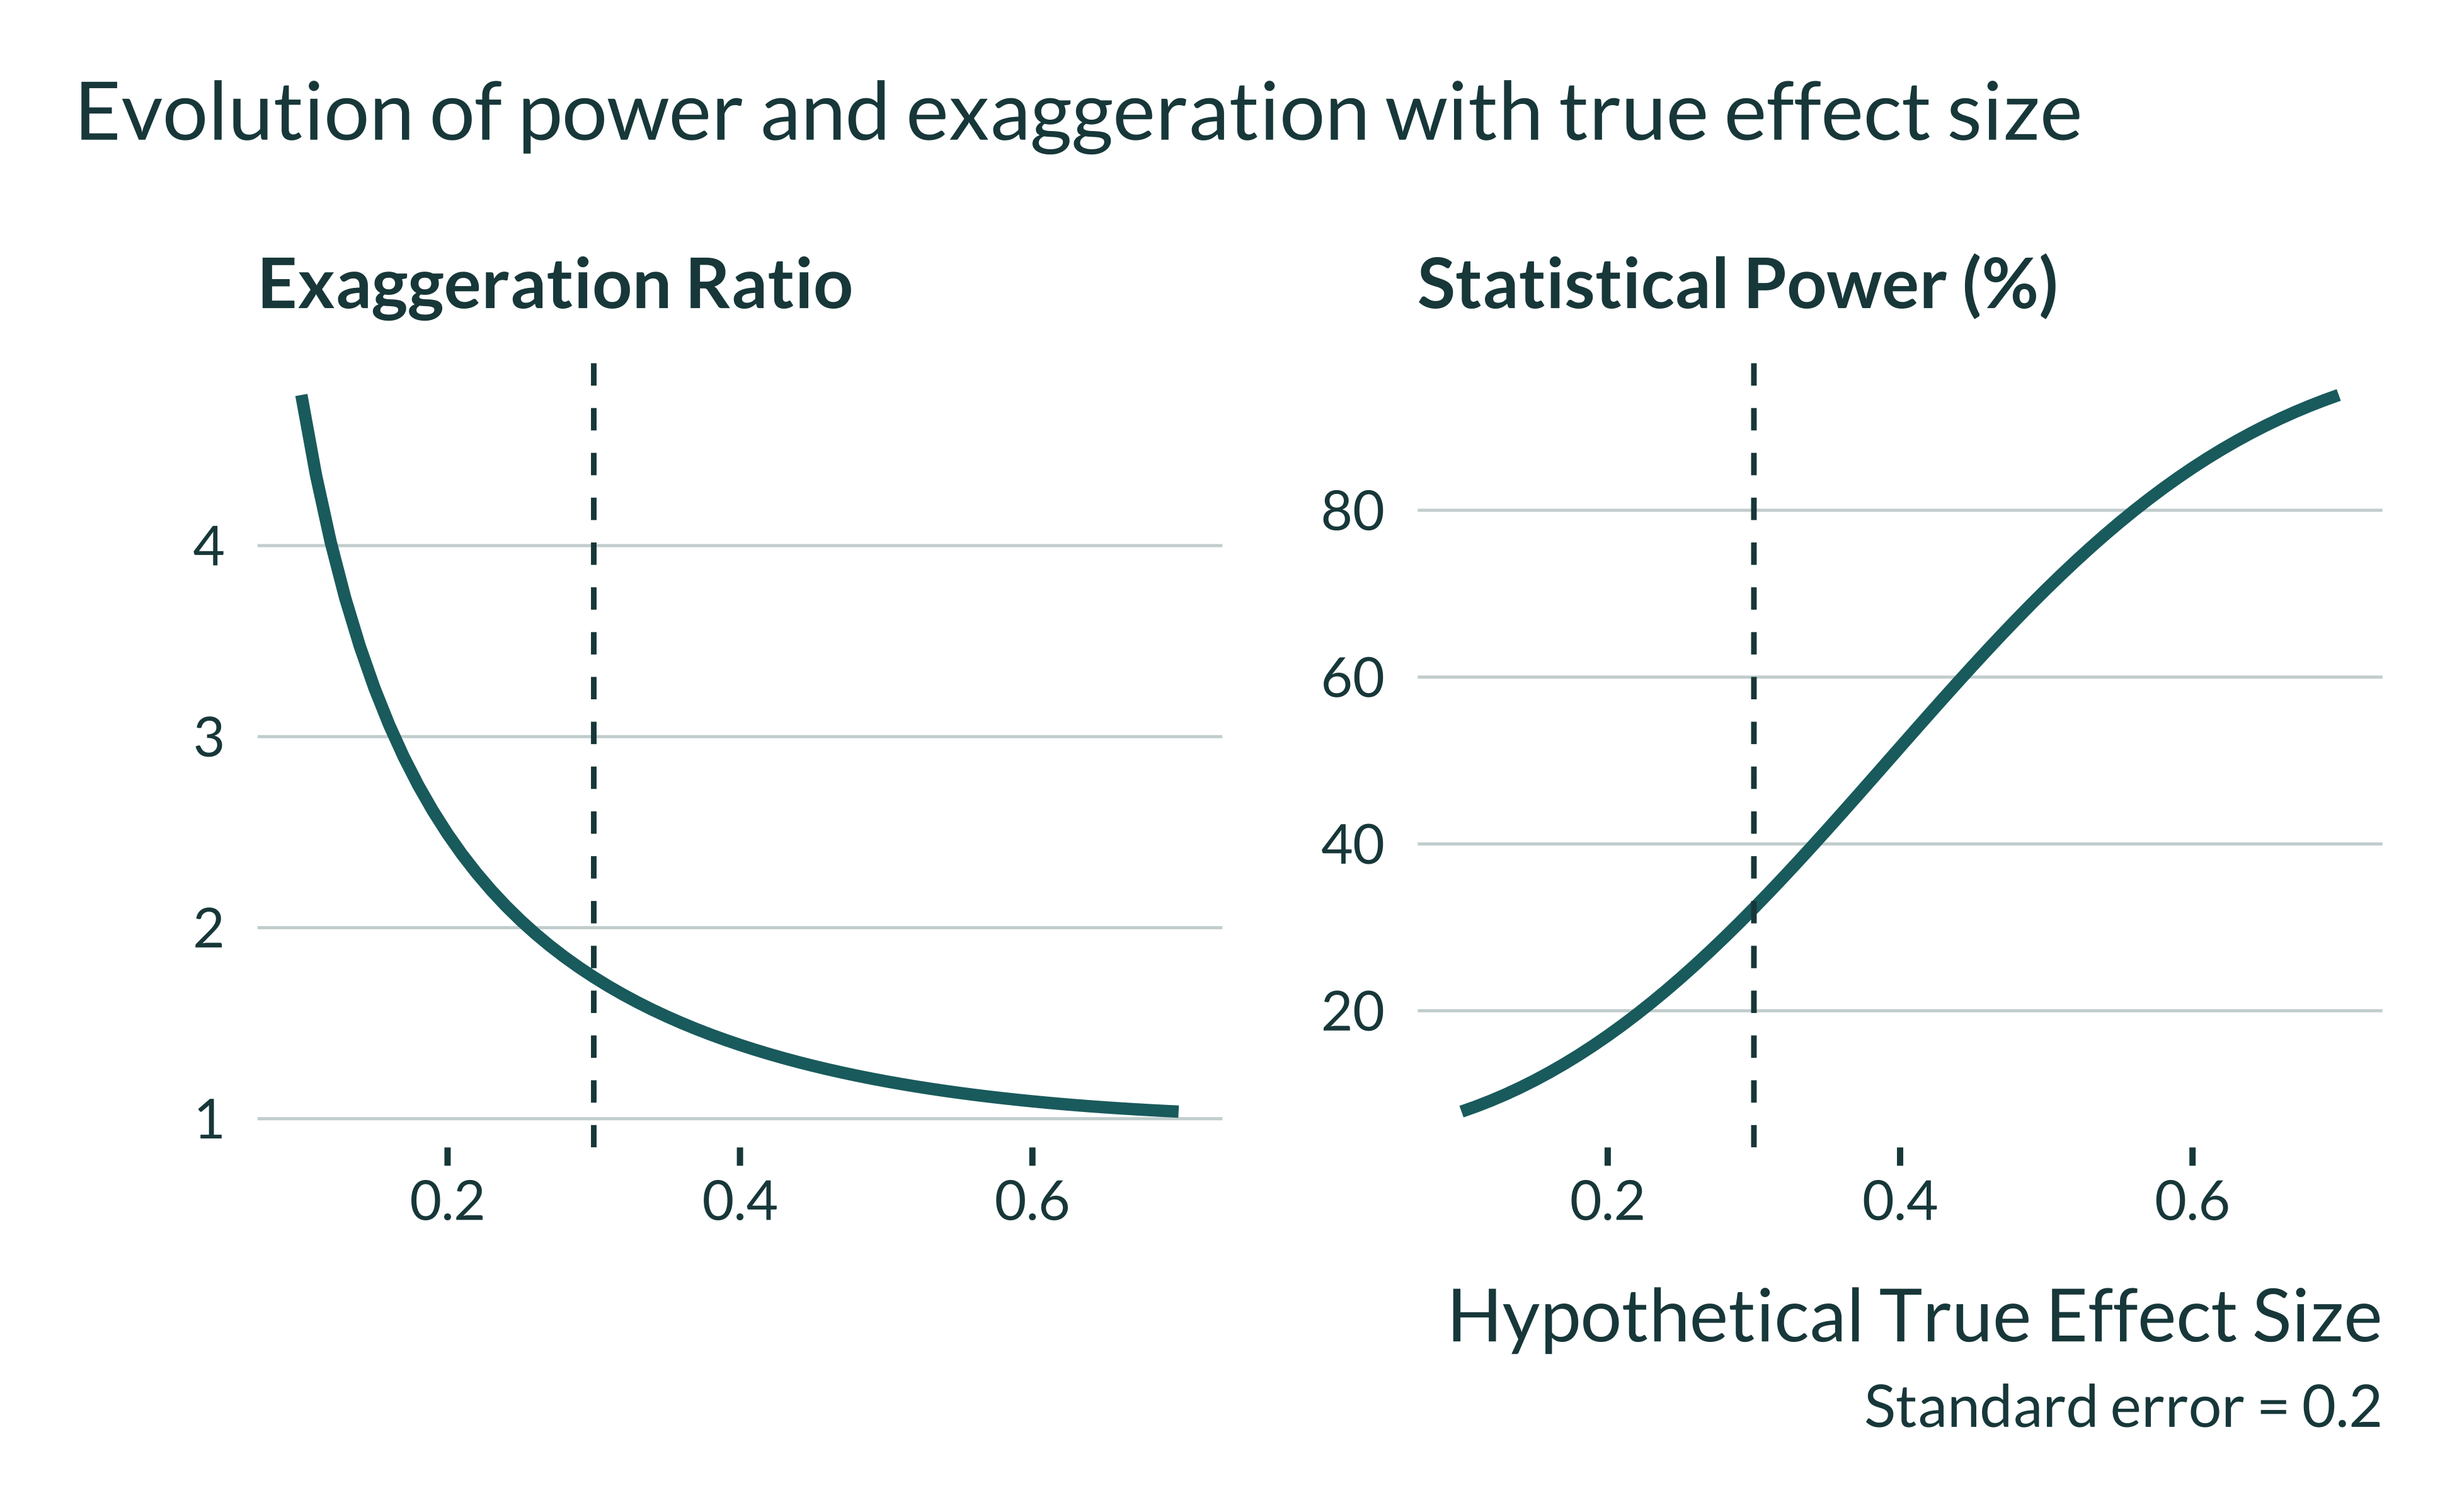 Evolution of power and exaggeration with true effect size
Exaggeration Ratio
4
3
2
1
0.2 0.4 0.6
Statistical Power (%)
80
60
40
20
0.2 0.4 0.6
Hypothetical True Effect Size
Standard error = 0.2